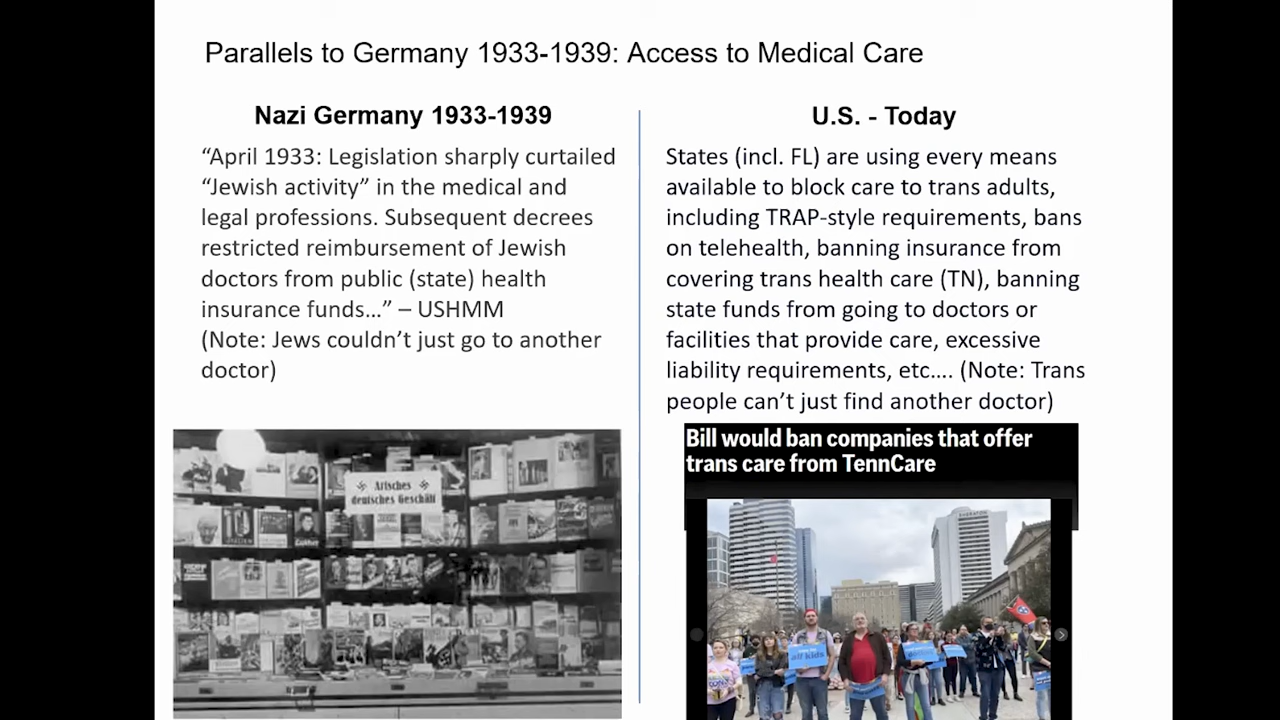 Parallels to Germany 1933-1939: Access to Medical Care
Nazi Germany 1933-1939
“April 1933: Legislation sharply curtailed
“Jewish activity” in the medical and
legal professions. Subsequent decrees
restricted reimbursement of Jewish
doctors from public (state) health
insurance funds…” – USHMM
(Note: Jews couldn’t just go to another
doctor)
Arisches
deutsches Geschäft
U.S. - Today
States (incl. FL) are using every means
available to block care to trans adults,
including TRAP-style requirements, bans
on telehealth, banning insurance from
covering trans health care (TN), banning
state funds from going to doctors or
facilities that provide care, excessive
liability requirements, etc…. (Note: Trans
people can’t just find another doctor)
Bill would ban companies that offer
trans care from TennCare
SHERATON
all kids